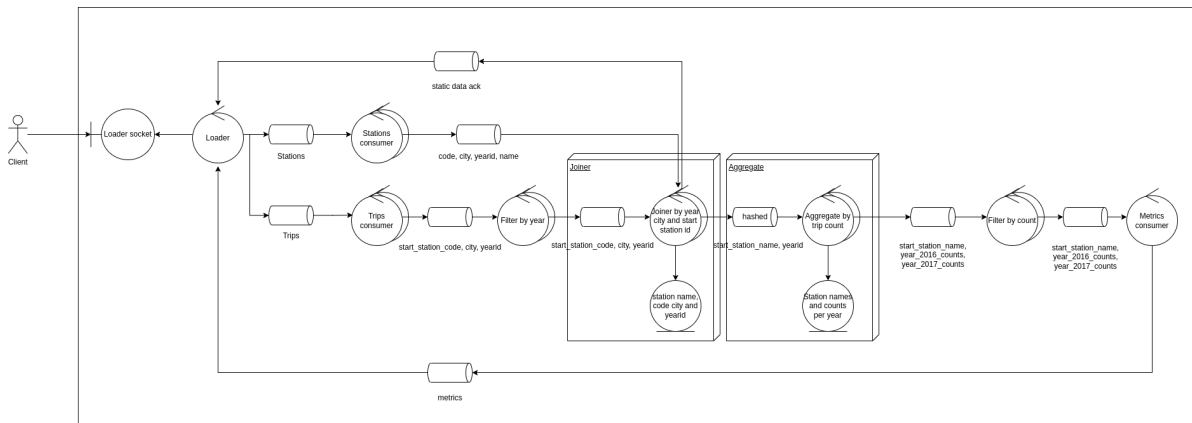 static data ack
Client
Loader socket
Loader
Stations
Stations
consumer
code, city, yearid, name
Trips
Trips
consumer
start_station_code, city, yearid
Filter by year
start_station_code, city, yearid
Joiner
Joiner by year
city and start
station id
station name,
code city and
yearid
hashed
start_station_name, yearid
Aggregate
Aggregate by
trip count
Station names
and counts
per year
start_station_name,
year_2016_counts,
year_2017_counts
Filter by count
start_station_name,
year_2016_counts,
year_2017_counts
Metrics
consumer
metrics